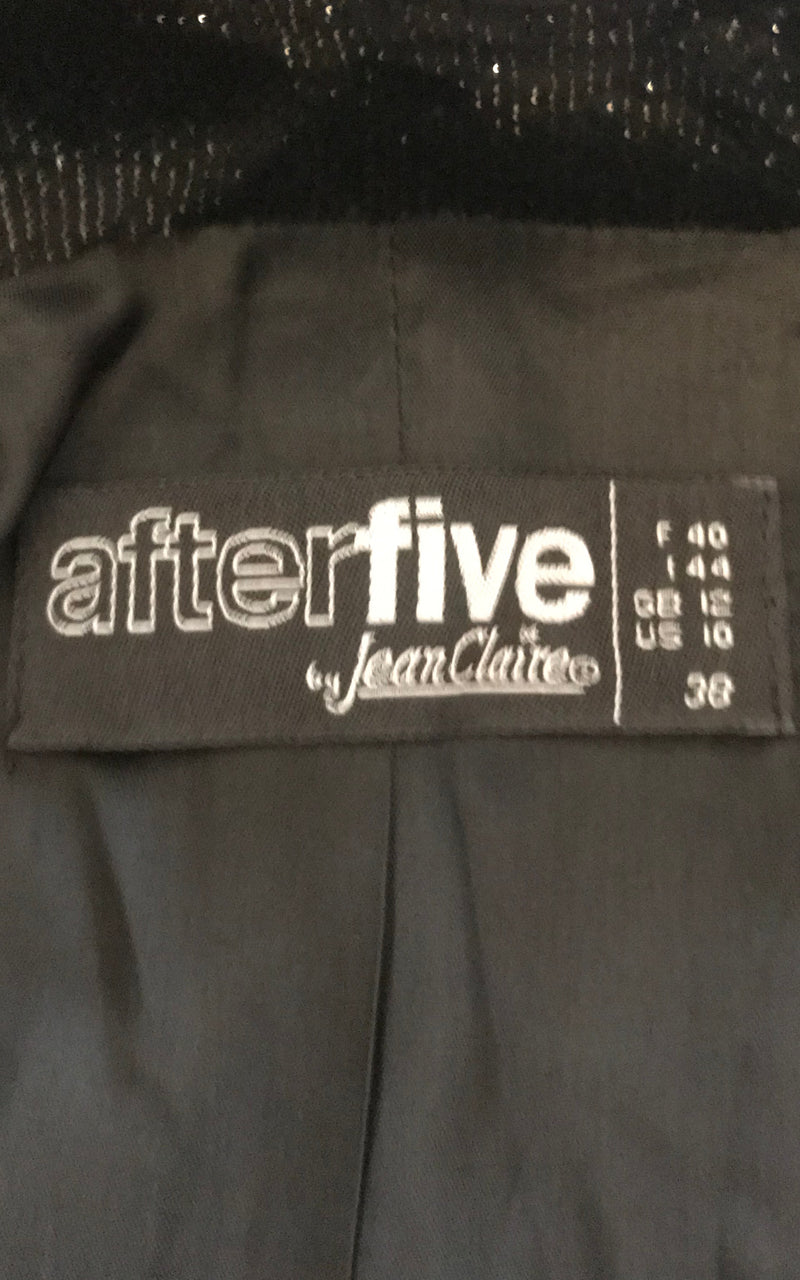 afterfive
by Jean Claire®
F 40
I 44
GB 12
US 10
38